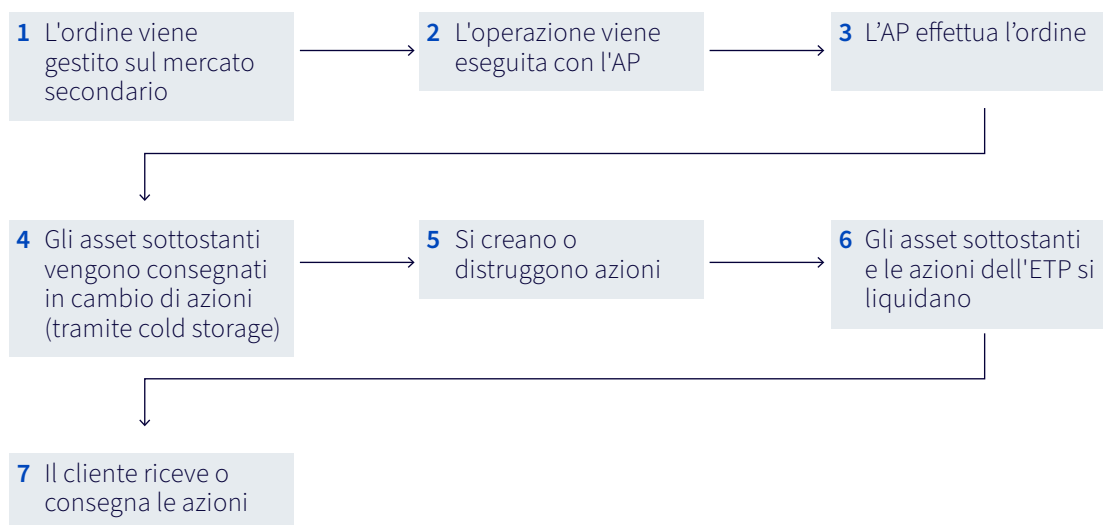 1 L'ordine viene
gestito sul mercato
secondario
2 L'operazione viene
eseguita con l'AP
3 L’AP effettua l’ordine
4 Gli asset sottostanti
vengono consegnati
in cambio di azioni
(tramite cold storage)
5 Si creano o
distruggono azioni
6 Gli asset sottostanti
e le azioni dell'ETP si
liquidano
7 Il cliente riceve o
consegna le azioni